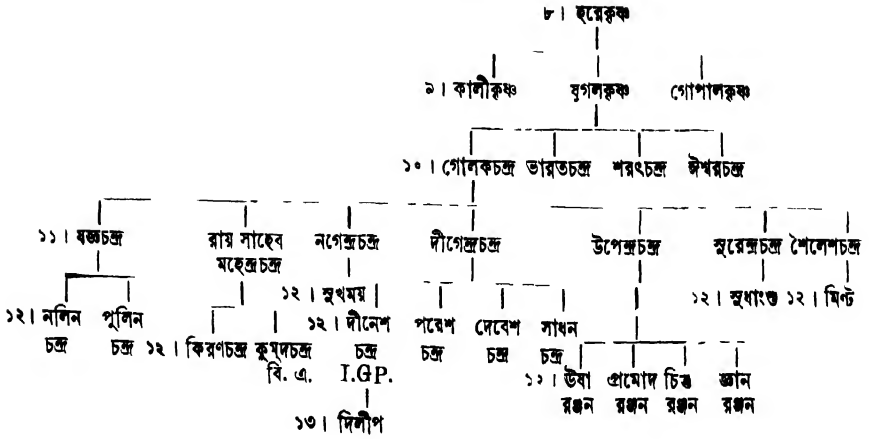 ৮। হরেকৃষ্ণ
৯। কালীকৃষ্ণ যুগলকৃষ্ণ গোপালকৃষ্ণ
১০। গোলকচন্দ্র ভারতচন্দ্র শরৎচন্দ্র ঈশ্বরচন্দ্র
১১। যজ্ঞচন্দ্র রায় সাহেব নগেন্দ্রচন্দ্র দীগেন্দ্রচন্দ্র উপেন্দ্রচন্দ্র সুরেন্দ্রচন্দ্র শৈলেশচন্দ্র
মহেন্দ্রচন্দ্র
১২। সুখময় ১২। সুধাংশু ১২। মিণ্ট
১২। নলিন পুলিন ১২। দীনেশ পরেশ দেবেশ সাধন
চন্দ্র চন্দ্র ১২। কিরণচন্দ্র কুমুদচন্দ্র চন্দ্র চন্দ্র চন্দ্র চন্দ্র
বি. এ. I.GP. ১২। উষা প্রমোদ চিত্ত জ্ঞান
রঞ্জন রঞ্জন রঞ্জন রঞ্জন
১৩। দিলীপ